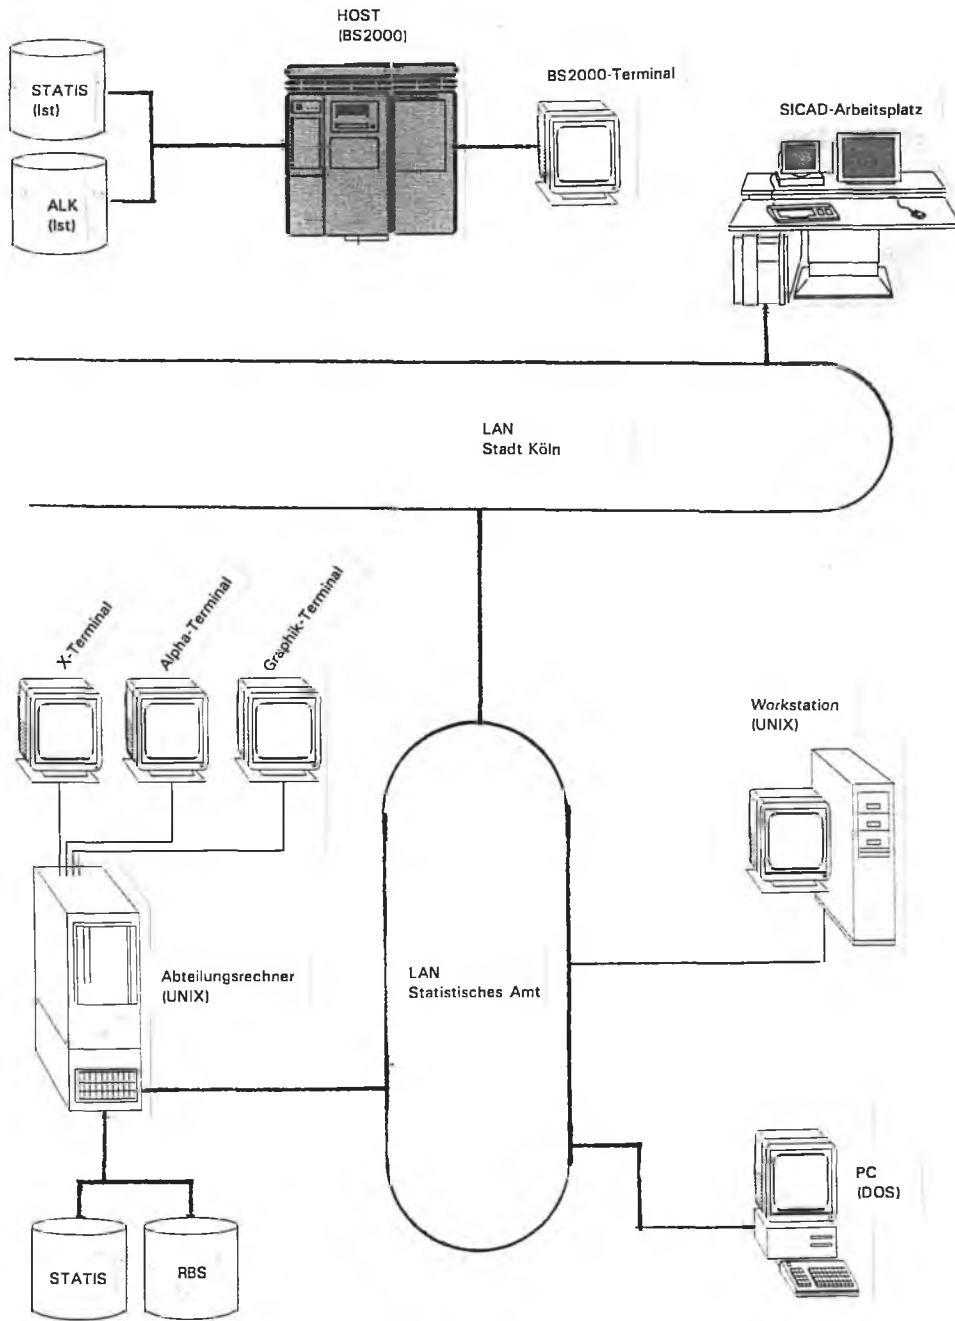 HOST
(BS2000)
BS2000-Terminal
STATIS
(Ist)
SICAD-Arbeitsplatz
ALK
(Ist)
LAN
Stadt Köln
X-Terminal
Alpha-Terminal
Graphik-Terminal
Workstation
(UNIX)
Abteilungsrechner
(UNIX)
LAN
Statistisches Amt
PC
(DOS)
STATIS
RBS